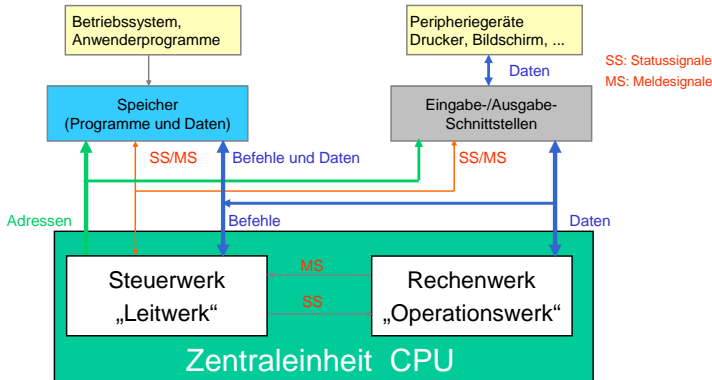 Betriebssystem,
Anwenderprogramme
Peripheriegeräte
Drucker, Bildschirm, ...
SS: Statussignale
MS: Meldesignale
Daten
Speicher
(Programme und Daten)
Eingabe-/Ausgabe-
Schnittstellen
SS/MS
Befehle und Daten
SS/MS
Adressen
Befehle
Daten
Steuerwerk
„Leitwerk“
MS
SS
Rechenwerk
„Operationswerk“
Zentraleinheit CPU